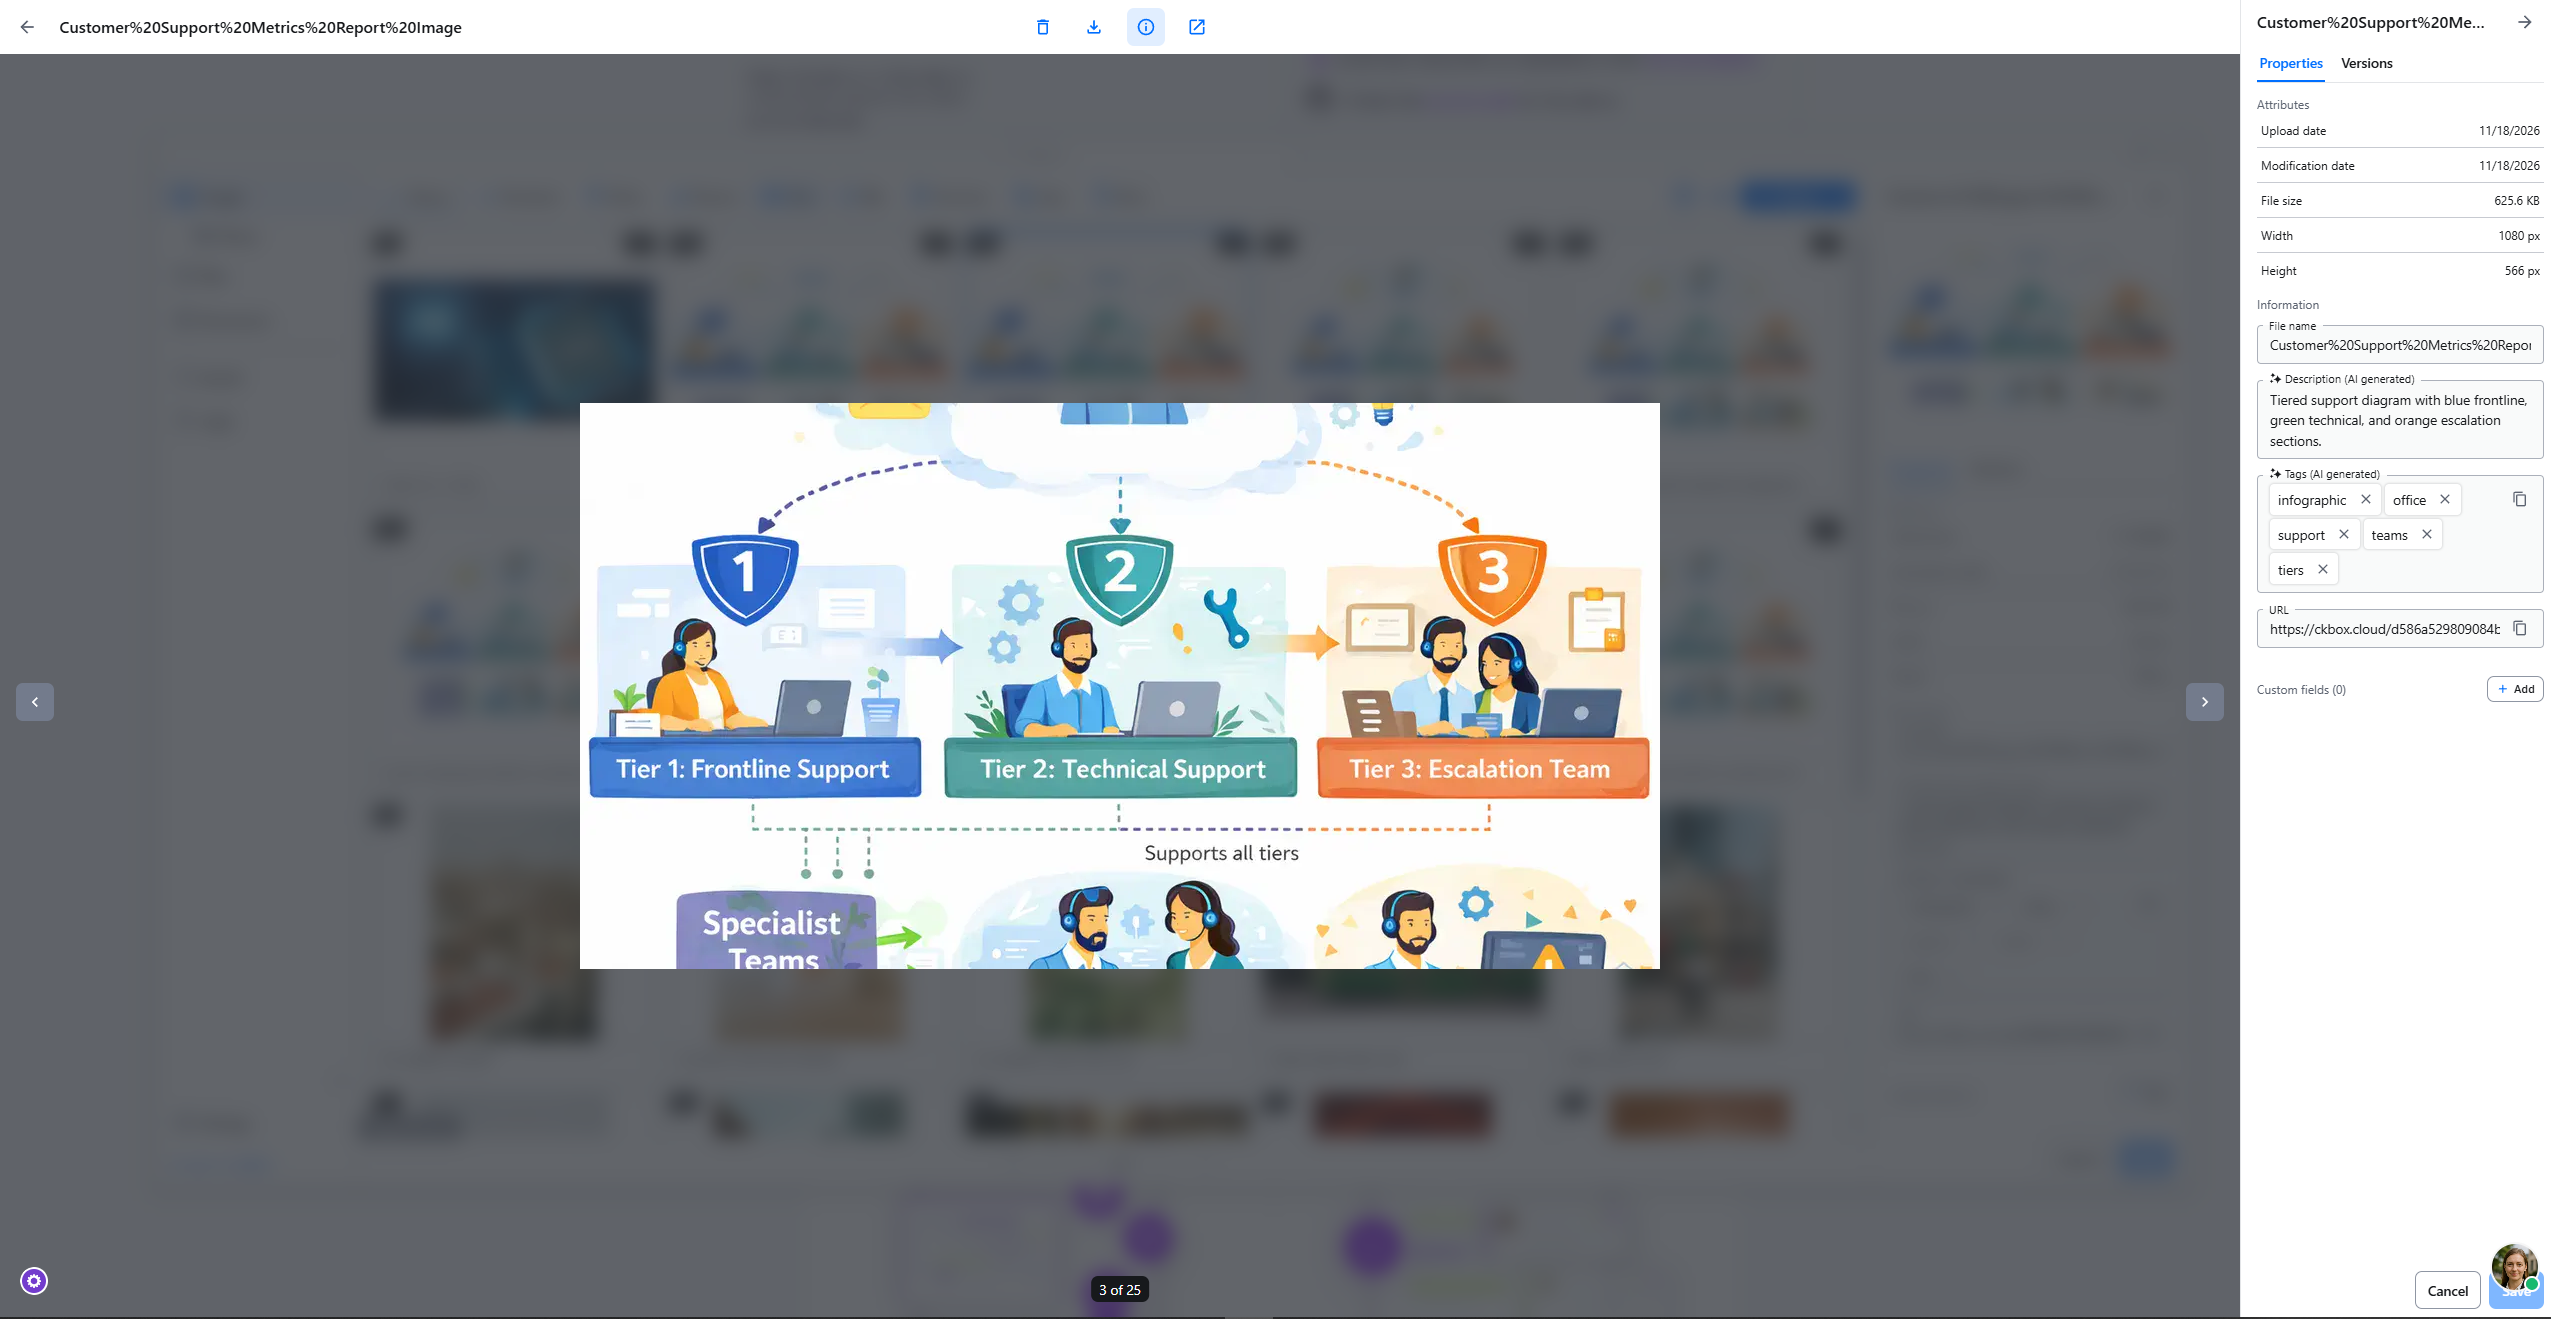 Customer%20Support%20Metrics%20Report%20Image
Customer%20Support%20Me...
Properties
Versions
Attributes
Upload date
11/18/2026
Modification date
11/18/2026
File size
625.6 KB
Width
1080 px
Height
566 px
Information
File name
Customer%20Support%20Metrics%20Repor
Description (AI generated)
Tiered support diagram with blue frontline,
green technical, and orange escalation
sections.
Tags (AI generated)
infographic
office
support
teams
tiers
URL
https://ckbox.cloud/d586a529809084b
Custom fields (0)
Add
1
2
3
Tier 1: Frontline Support
Tier 2: Technical Support
Tier 3: Escalation Team
Supports all tiers
Specialist
Teams
3 of 25
Cancel
Save